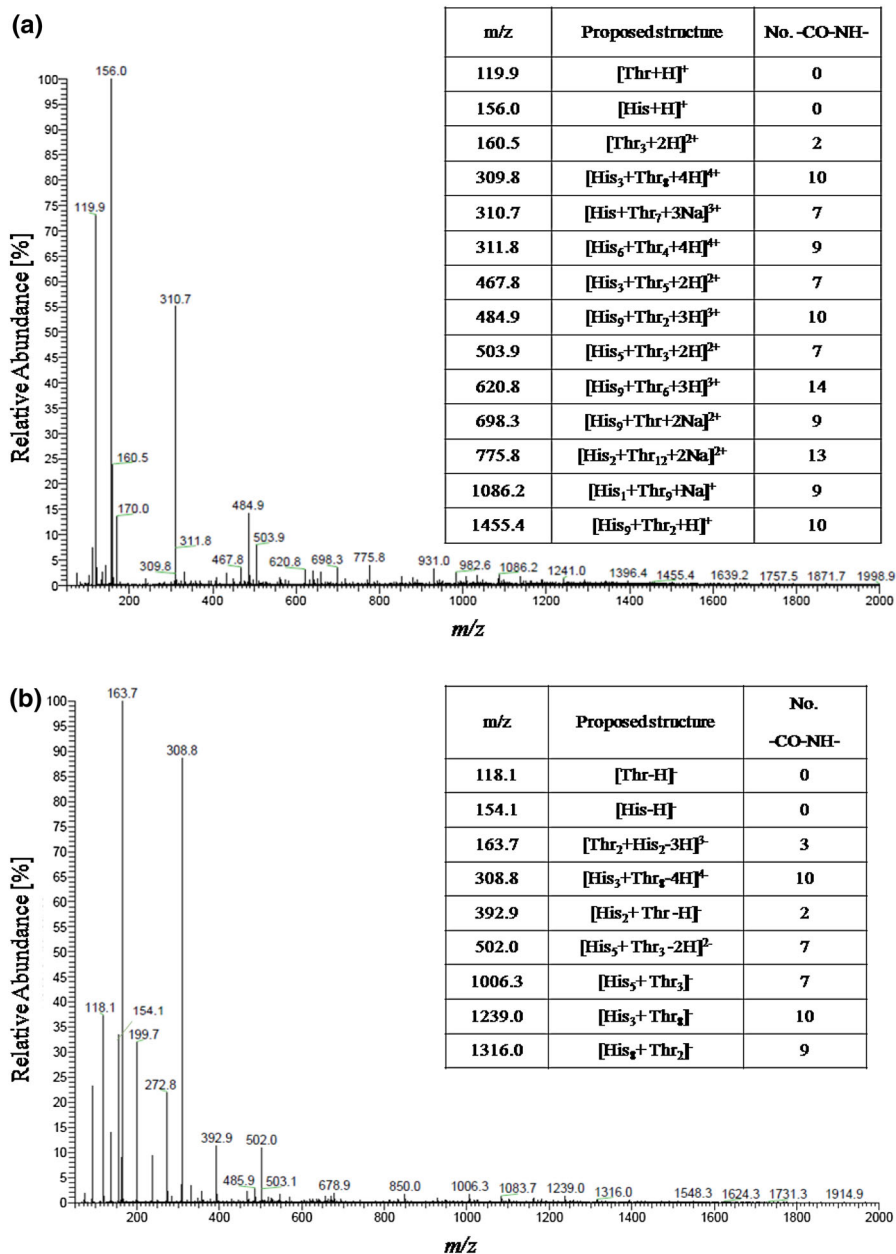 (a)
m/z Proposed structure No. -CO-NH-
119.9 [Thr+H]⁺ 0
156.0 [His+H]⁺ 0
160.5 [Thr₃+2H]²⁺ 2
309.8 [His₃+Thr₈+4H]⁴⁺ 10
310.7 [His+Thr₇+3Na]³⁺ 7
311.8 [His₆+Thr₄+4H]⁴⁺ 9
467.8 [His₃+Thr₅+2H]²⁺ 7
484.9 [His₉+Thr₂+3H]³⁺ 10
503.9 [His₅+Thr₃+2H]²⁺ 7
620.8 [His₉+Thr₆+3H]³⁺ 14
698.3 [His₉+Thr+2Na]²⁺ 9
775.8 [His₂+Thr₁₂+2Na]²⁺ 13
1086.2 [His₁+Thr₉+Na]⁺ 9
1455.4 [His₉+Thr₂+H]⁺ 10
Relative Abundance [%]
100
95
90
85
80
75
70
65
60
55
50
45
40
35
30
25
20
15
10
5
0
156.0
119.9
310.7
160.5
170.0
484.9
311.8
503.9
309.8
467.8
620.8
698.3
775.8
931.0
982.6
1086.2
1241.0
1396.4
1455.4
1639.2
1757.5
1871.7
1998.9
200 400 600 800 1000 1200 1400 1600 1800 2000
m/z
(b)
m/z Proposed structure No.
-CO-NH-
118.1 [Thr-H]⁻ 0
154.1 [His-H]⁻ 0
163.7 [Thr₂+His₂-3H]³⁻ 3
308.8 [His₃+Thr₈-4H]⁴⁻ 10
392.9 [His₂+ Thr -H]⁻ 2
502.0 [His₅+ Thr₃ -2H]²⁻ 7
1006.3 [His₅+ Thr₃]⁻ 7
1239.0 [His₃+ Thr₈]⁻ 10
1316.0 [His₈+ Thr₂]⁻ 9
Relative Abundance [%]
100
95
90
85
80
75
70
65
60
55
50
45
40
35
30
25
20
15
10
5
0
163.7
308.8
118.1
154.1
199.7
272.8
392.9
502.0
485.9
503.1
678.9
850.0
1006.3
1083.7
1239.0
1316.0
1548.3
1624.3
1731.3
1914.9
200 400 600 800 1000 1200 1400 1600 1800 2000
m/z